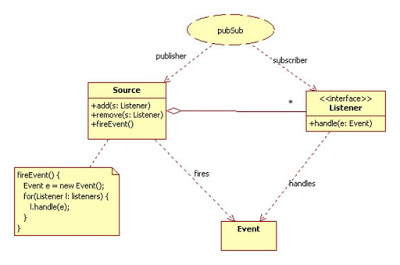 pubSub
publisher
subscriber
Source
+add(s: Listener)
+remove(s: Listener)
+fireEvent()
*
<<interface>>
Listener
+handle(e: Event)
fireEvent() {
Event e = new Event();
for(Listener l: listeners) {
l.handle(e);
}
}
fires
handles
Event